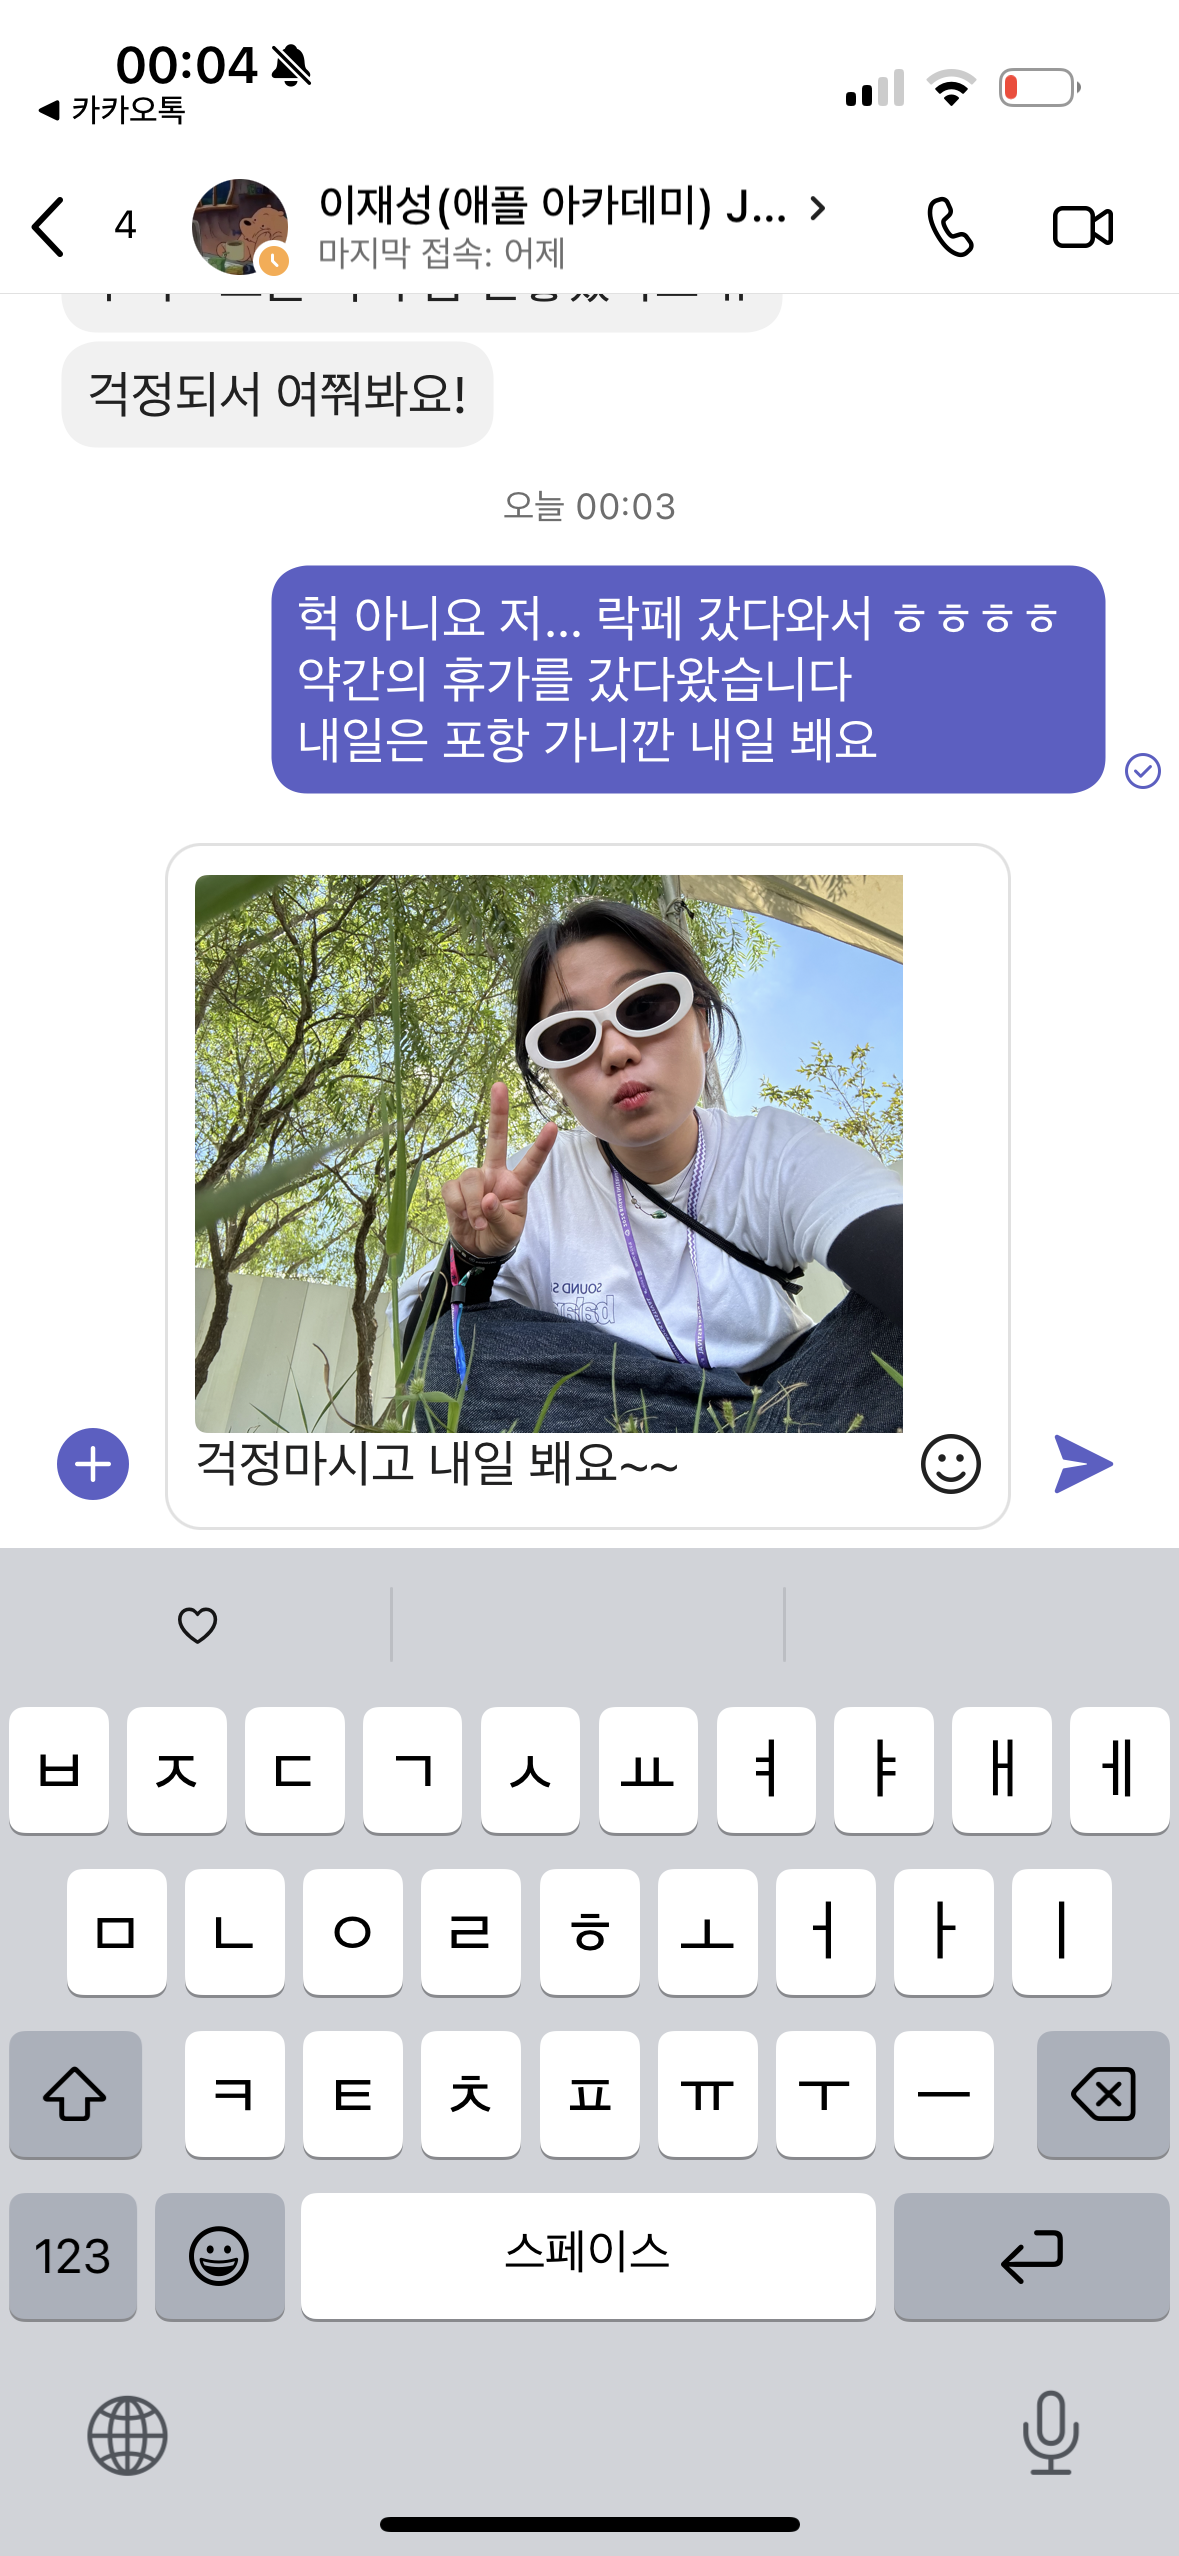 00:04
카카오톡
4
이재성(애플 아카데미) J...
마지막 접속: 어제
걱정되서 여쭤봐요!
오늘 00:03
헉 아니요 저... 락페 갔다와서 ㅎㅎㅎㅎ
약간의 휴가를 갔다왔습니다
내일은 포항 가니깐 내일 봬요
SOUND
걱정마시고 내일 봬요~~
ㅂ ㅈ ㄷ ㄱ ㅅ ㅛ ㅕ ㅑ ㅐ ㅔ
ㅁ ㄴ ㅇ ㄹ ㅎ ㅗ ㅓ ㅏ ㅣ
ㅋ ㅌ ㅊ ㅍ ㅠ ㅜ ㅡ
123 스페이스